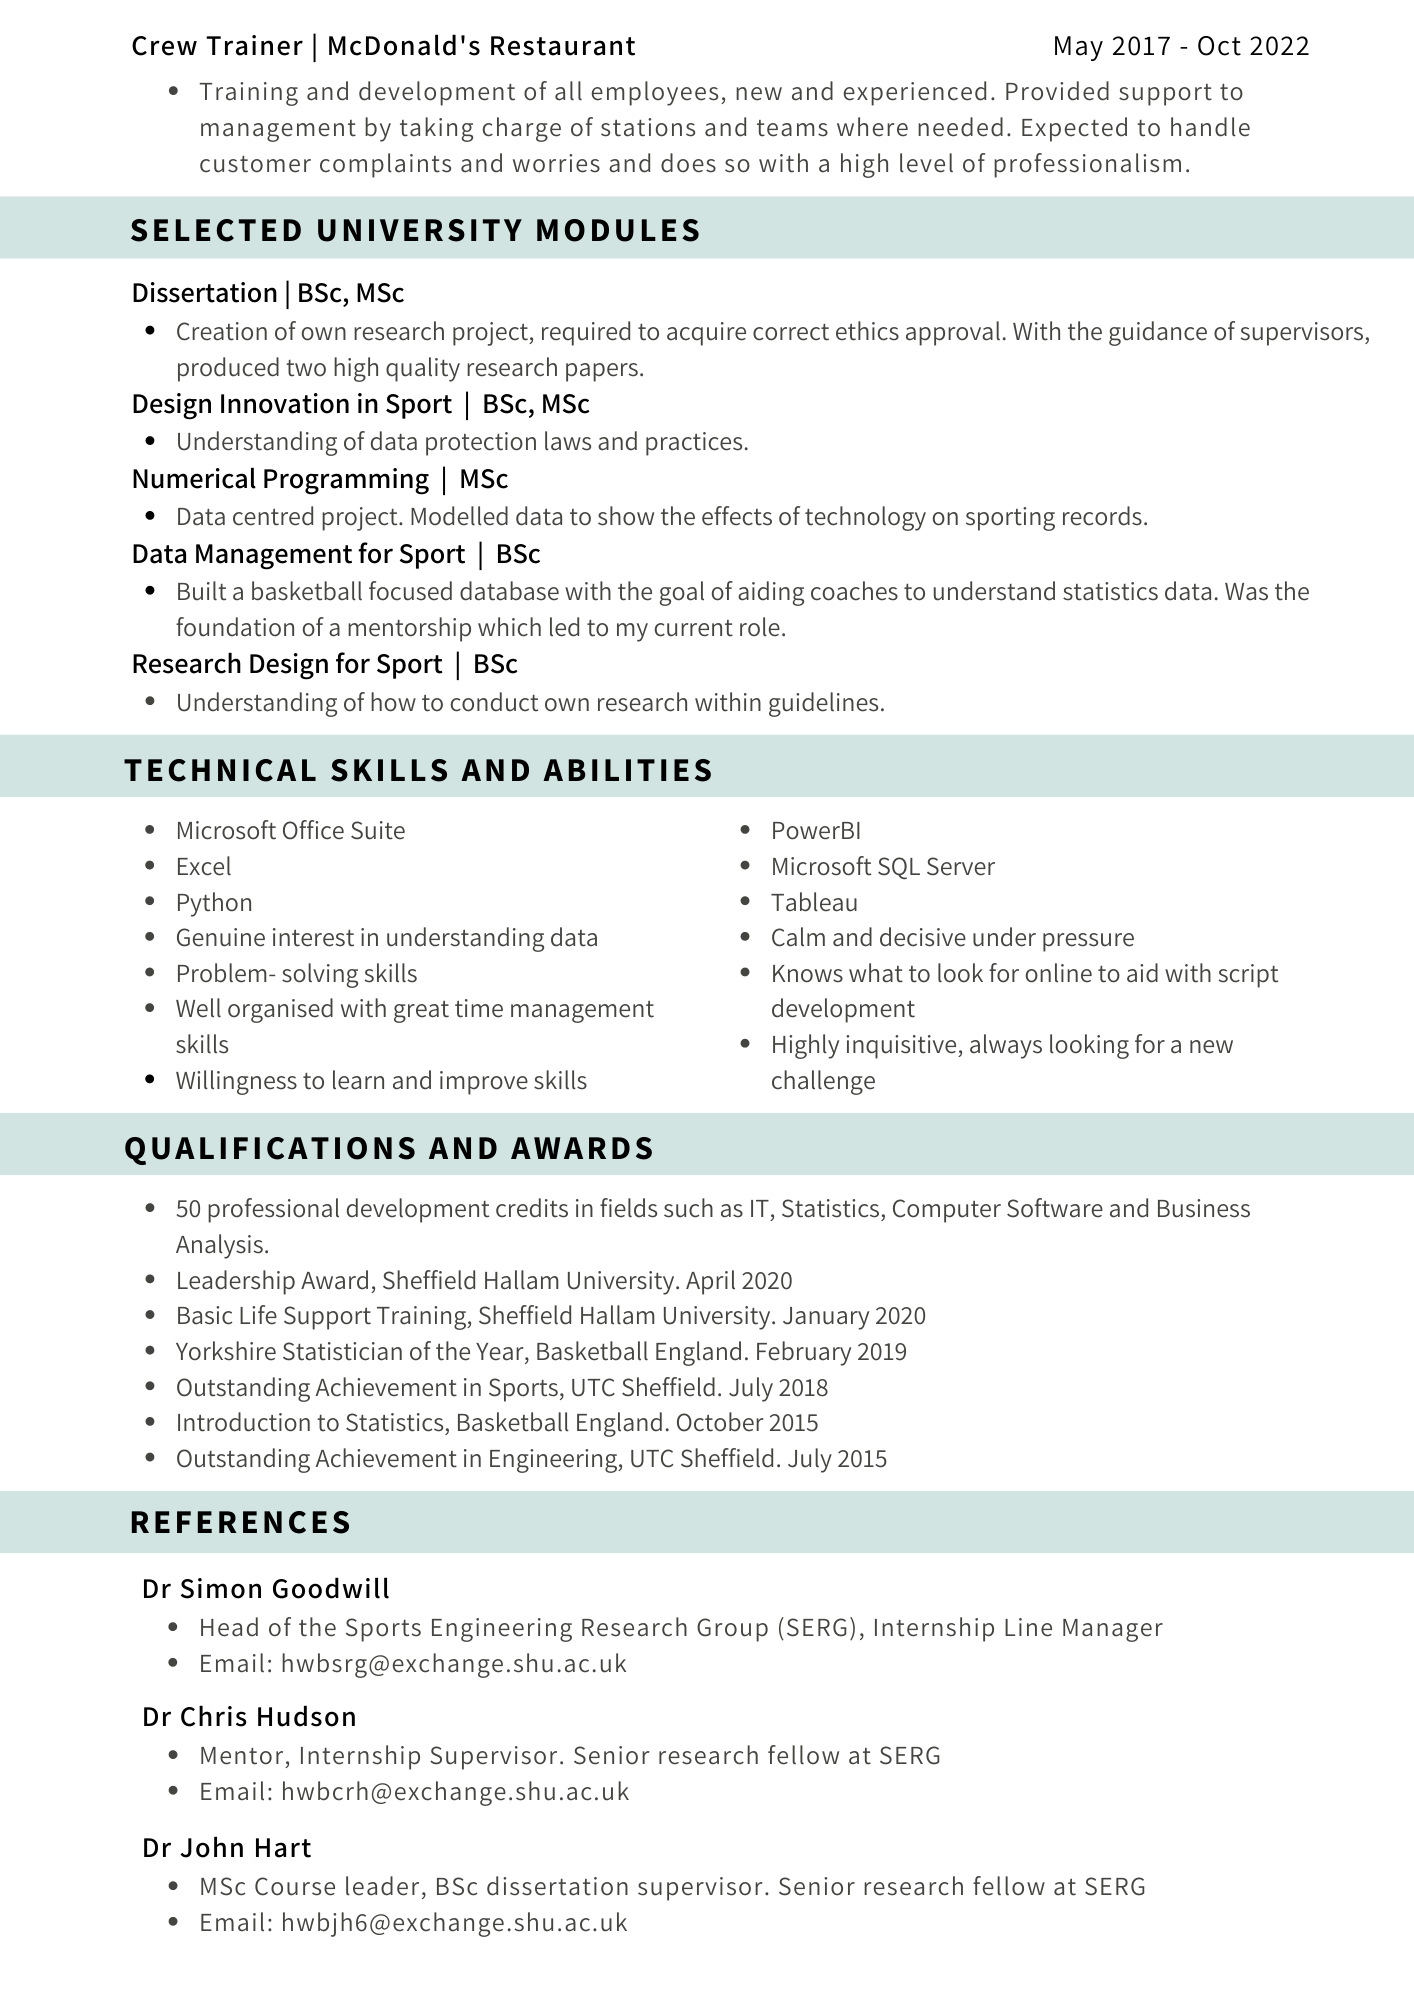 Crew Trainer | McDonald's Restaurant May 2017 - Oct 2022
• Training and development of all employees, new and experienced. Provided support to
management by taking charge of stations and teams where needed. Expected to handle
customer complaints and worries and does so with a high level of professionalism.
SELECTED UNIVERSITY MODULES
Dissertation | BSc, MSc
• Creation of own research project, required to acquire correct ethics approval. With the guidance of supervisors,
produced two high quality research papers.
Design Innovation in Sport | BSc, MSc
• Understanding of data protection laws and practices.
Numerical Programming | MSc
• Data centred project. Modelled data to show the effects of technology on sporting records.
Data Management for Sport | BSc
• Built a basketball focused database with the goal of aiding coaches to understand statistics data. Was the
foundation of a mentorship which led to my current role.
Research Design for Sport | BSc
• Understanding of how to conduct own research within guidelines.
TECHNICAL SKILLS AND ABILITIES
• Microsoft Office Suite
• Excel
• Python
• Genuine interest in understanding data
• Problem- solving skills
• Well organised with great time management
skills
• Willingness to learn and improve skills
• PowerBI
• Microsoft SQL Server
• Tableau
• Calm and decisive under pressure
• Knows what to look for online to aid with script
development
• Highly inquisitive, always looking for a new
challenge
QUALIFICATIONS AND AWARDS
• 50 professional development credits in fields such as IT, Statistics, Computer Software and Business
Analysis.
• Leadership Award, Sheffield Hallam University. April 2020
• Basic Life Support Training, Sheffield Hallam University. January 2020
• Yorkshire Statistician of the Year, Basketball England. February 2019
• Outstanding Achievement in Sports, UTC Sheffield. July 2018
• Introduction to Statistics, Basketball England. October 2015
• Outstanding Achievement in Engineering, UTC Sheffield. July 2015
REFERENCES
Dr Simon Goodwill
• Head of the Sports Engineering Research Group (SERG), Internship Line Manager
• Email: hwbsrg@exchange.shu.ac.uk
Dr Chris Hudson
• Mentor, Internship Supervisor. Senior research fellow at SERG
• Email: hwbcrh@exchange.shu.ac.uk
Dr John Hart
• MSc Course leader, BSc dissertation supervisor. Senior research fellow at SERG
• Email: hwbjh6@exchange.shu.ac.uk